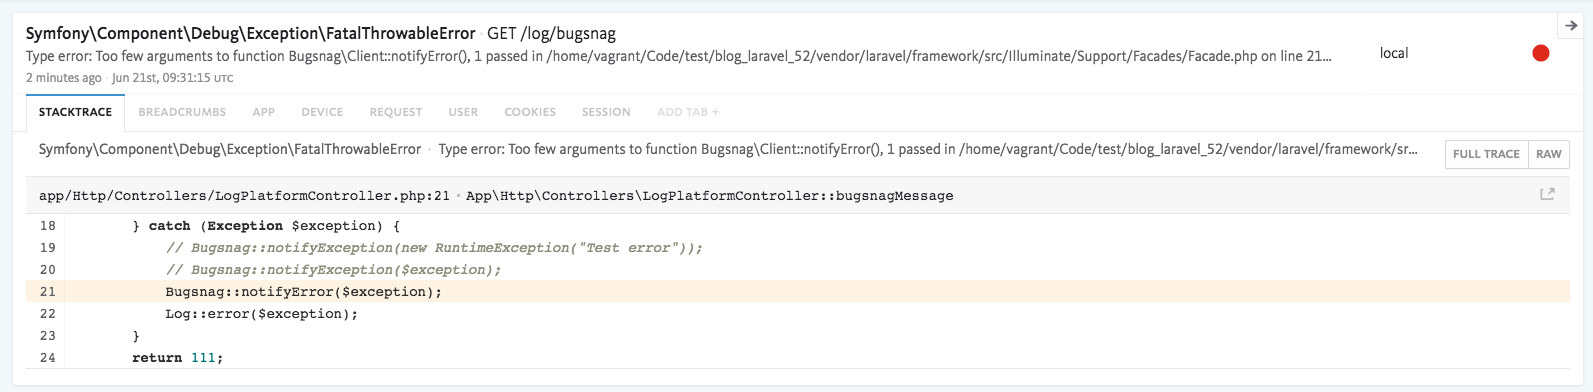 Symfony\Component\Debug\Exception\FatalThrowableError · GET /log/bugsnag
Type error: Too few arguments to function Bugsnag\Client::notifyError(), 1 passed in /home/vagrant/Code/test/blog_laravel_52/vendor/laravel/framework/src/Illuminate/Support/Facades/Facade.php on line 21...
local
2 minutes ago · Jun 21st, 09:31:15 UTC
STACKTRACE BREADCRUMBS APP DEVICE REQUEST USER COOKIES SESSION ADD TAB +
Symfony\Component\Debug\Exception\FatalThrowableError · Type error: Too few arguments to function Bugsnag\Client::notifyError(), 1 passed in /home/vagrant/Code/test/blog_laravel_52/vendor/laravel/framework/sr...
FULL TRACE RAW
app/Http/Controllers/LogPlatformController.php:21 · App\Http\Controllers\LogPlatformController::bugsnagMessage
18 } catch (Exception $exception) {
19 // Bugsnag::notifyException(new RuntimeException("Test error"));
20 // Bugsnag::notifyException($exception);
21 Bugsnag::notifyError($exception);
22 Log::error($exception);
23 }
24 return 111;